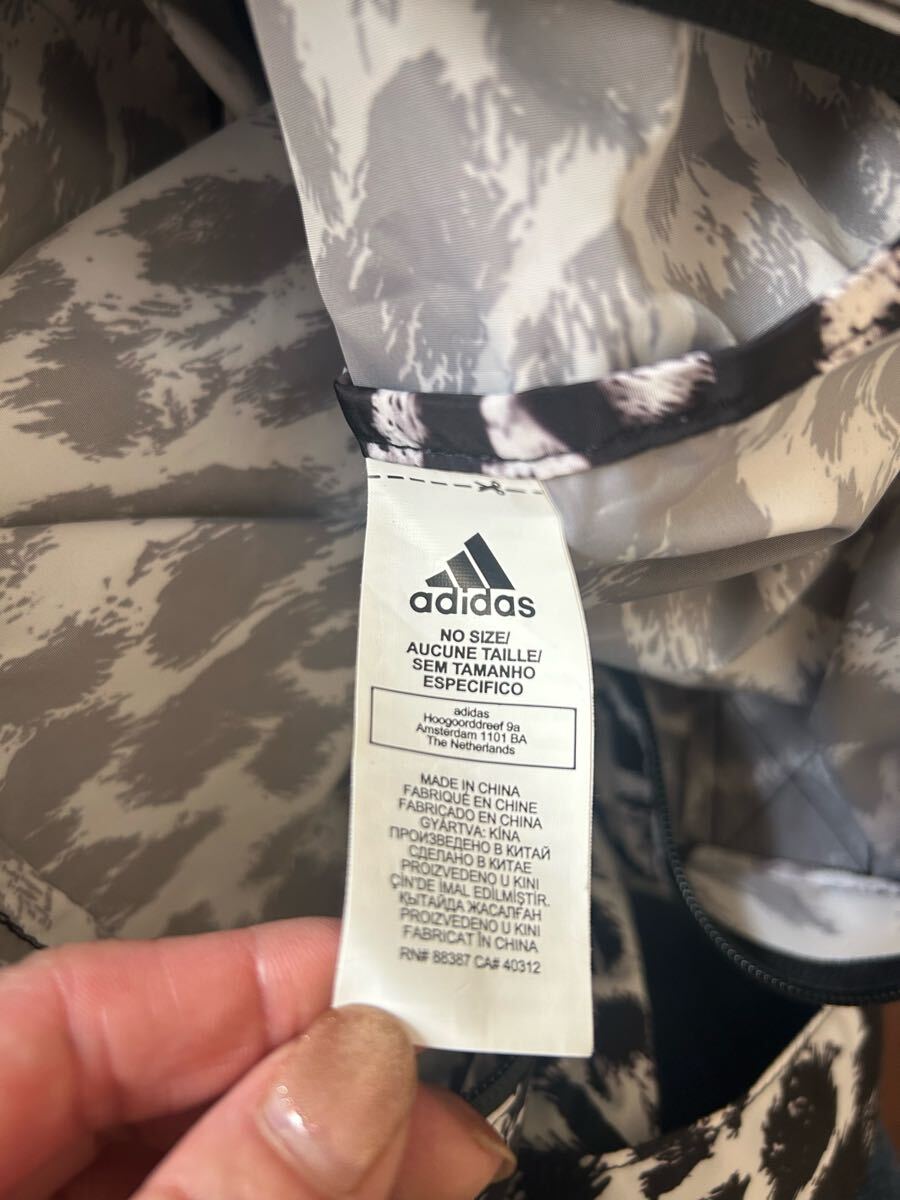 adidas
NO SIZE/
AUCUNE TAILLE/
SEM TAMANHO
ESPECIFICO
adidas
Hoogoorddreef 9a
Amsterdam 1101 BA
The Netherlands
MADE IN CHINA
FABRIQUÉ EN CHINE
FABRICADO EN CHINA
GYÁRTVA: KÍNA
ПРОИЗВЕДЕНО В КИТАЙ
СДЕЛАНО В КИТАЕ
PROIZVEDENO U KINI
ÇİN'DE İMAL EDİLMİŞTİR.
ҚЫТАЙДА ЖАСАЛҒАН
PROIZVEDENO U KINI
FABRICAT ÎN CHINA
RN# 88387 CA# 40312